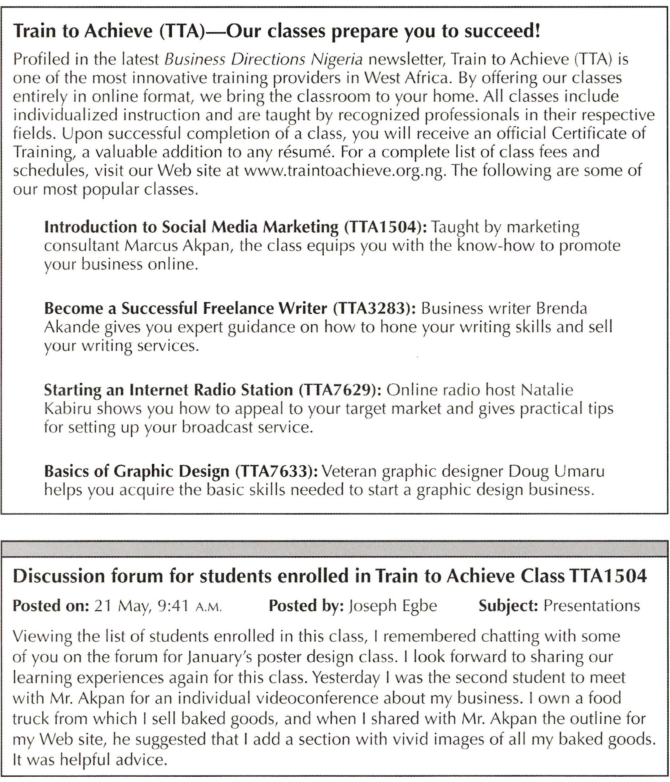 Train to Achieve (TTA)—Our classes prepare you to succeed!
Profiled in the latest Business Directions Nigeria newsletter, Train to Achieve (TTA) is
one of the most innovative training providers in West Africa. By offering our classes
entirely in online format, we bring the classroom to your home. All classes include
individualized instruction and are taught by recognized professionals in their respective
fields. Upon successful completion of a class, you will receive an official Certificate of
Training, a valuable addition to any résumé. For a complete list of class fees and
schedules, visit our Web site at www.traintoachieve.org.ng. The following are some of
our most popular classes.
Introduction to Social Media Marketing (TTA1504): Taught by marketing
consultant Marcus Akpan, the class equips you with the know-how to promote
your business online.
Become a Successful Freelance Writer (TTA3283): Business writer Brenda
Akande gives you expert guidance on how to hone your writing skills and sell
your writing services.
Starting an Internet Radio Station (TTA7629): Online radio host Natalie
Kabiru shows you how to appeal to your target market and gives practical tips
for setting up your broadcast service.
Basics of Graphic Design (TTA7633): Veteran graphic designer Doug Umaru
helps you acquire the basic skills needed to start a graphic design business.
Discussion forum for students enrolled in Train to Achieve Class TTA1504
Posted on: 21 May, 9:41 A.M. Posted by: Joseph Egbe Subject: Presentations
Viewing the list of students enrolled in this class, I remembered chatting with some
of you on the forum for January's poster design class. I look forward to sharing our
learning experiences again for this class. Yesterday I was the second student to meet
with Mr. Akpan for an individual videoconference about my business. I own a food
truck from which I sell baked goods, and when I shared with Mr. Akpan the outline for
my Web site, he suggested that I add a section with vivid images of all my baked goods.
It was helpful advice.